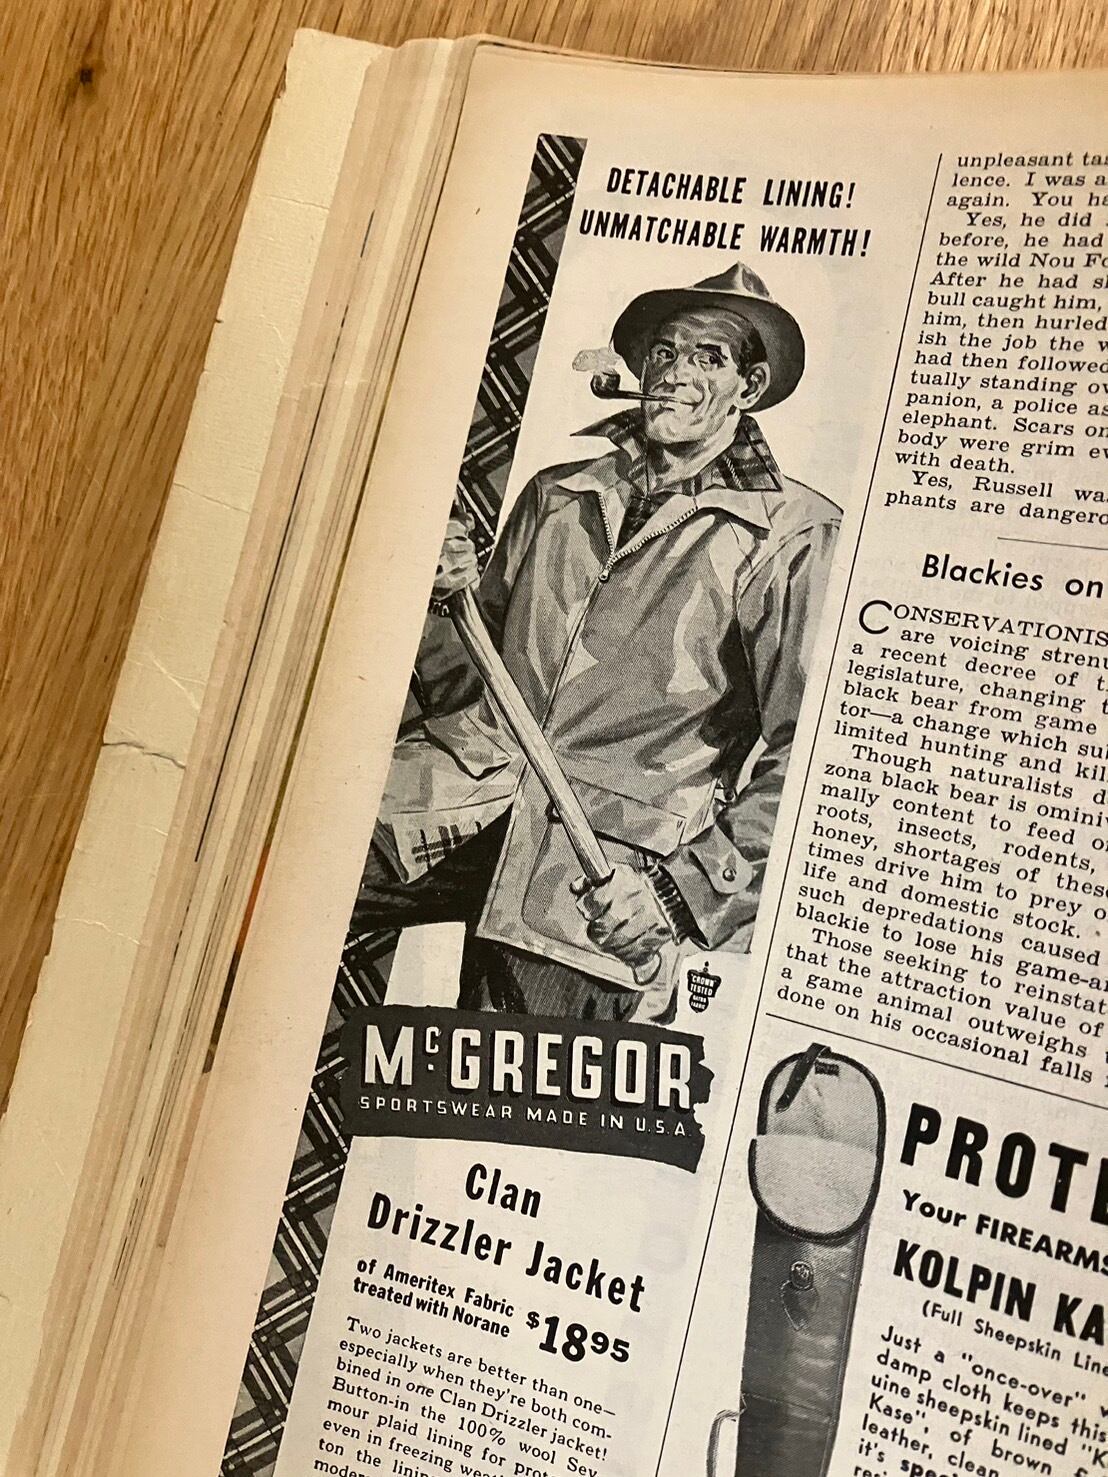 DETACHABLE LINING!
UNMATCHABLE WARMTH!
"CROWN"
TESTED
McGREGOR
SPORTSWEAR MADE IN U.S.A.
Clan
Drizzler Jacket
of Ameritex Fabric
treated with Norane
$18.95
Two jackets are better than one—
especially when they're both com-
bined in one Clan Drizzler jacket!
Button-in the 100% wool Sey-
mour plaid lining for
even in freezing
ton the
unpleasant
lence. I was a
again. You
Yes, he did
before, he had
the wild Nou
After he had
bull caught him,
him, then hurled
ish the job the
had then followed
tually standing
panion, a police
elephant. Scars
body were grim
with death.
Yes, Russell
phants are
Blackies on
CONSERVATIONIS
are voicing
a recent decree of
legislature, changing
black bear from game
tor—a change which
limited hunting and
Though naturalists
zona black bear is
mally content to feed
roots, insects, rodents,
honey, shortages of
times drive him to prey
life and domestic stock.
such depredations caused
blackie to lose his
Those seeking to
that the attraction value of
a game animal outweighs
done on his occasional falls
PROTE
Your FIREARMS
KOLPIN KA
(Full Sheepskin Line
Just a "once-over"
damp cloth keeps this
uine sheepskin lined "K
Kase", of brown
leather, clean
it's